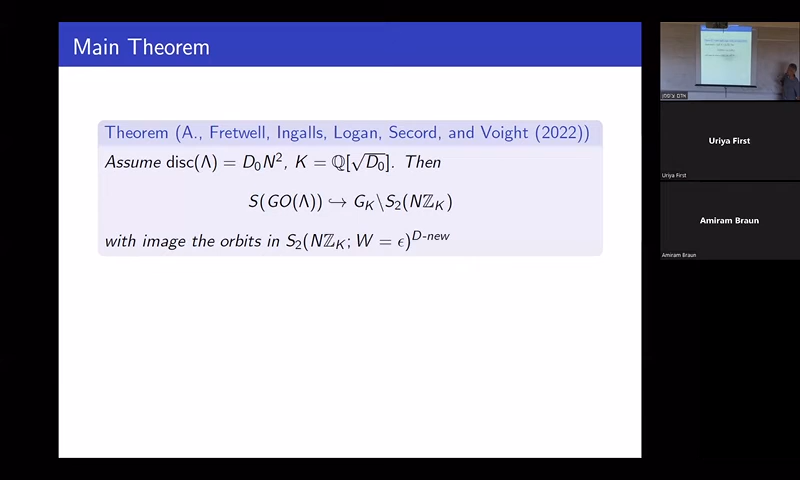 Main Theorem
Theorem (A., Fretwell, Ingalls, Logan, Secord, and Voight (2022))
Assume disc(Λ) = D₀N², K = ℚ[√D₀]. Then
S(GO(Λ)) ↪ G_K\S₂(Nℤ_K)
with image the orbits in S₂(Nℤ_K; W = ϵ)^{D-new}
Uriya First
Uriya First
Amiram Braun
Amiram Braun